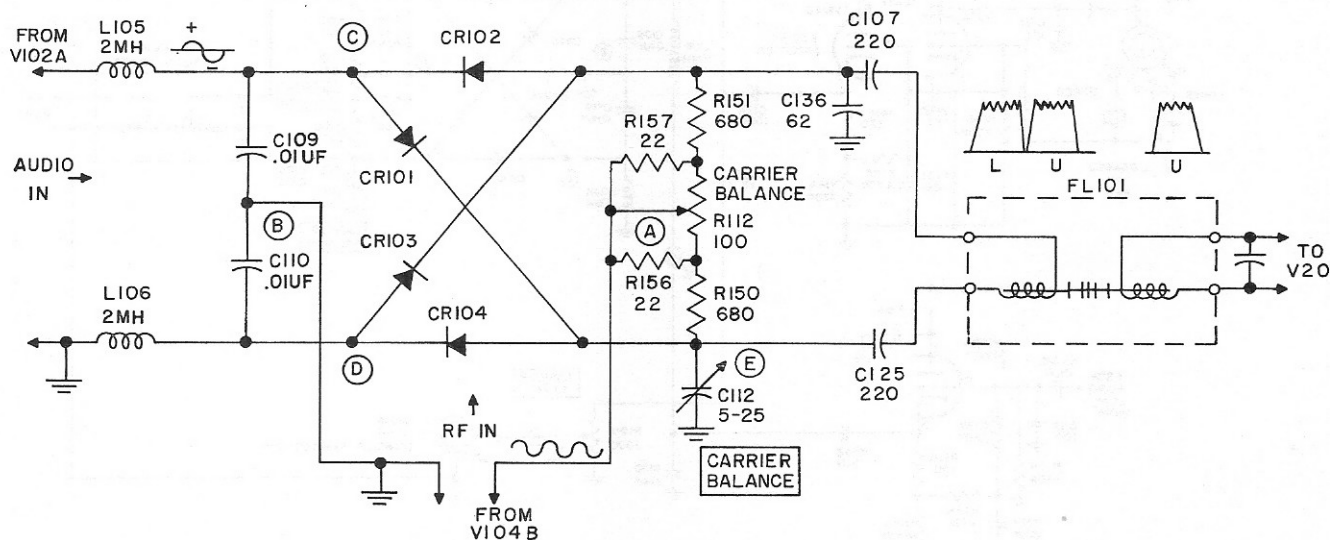 FROM
V102A
L105
2MH
+
-
C
CR102
C107
220
R151
680
C136
62
R157
22
C109
.01UF
AUDIO
IN
CR101
CARRIER
BALANCE
L U
U
FL101
B
CR103
A
R112
100
C110
.01UF
R156
22
R150
680
TO
V20
L106
2MH
CR104
D
E
C125
220
C112
5-25
RF IN
CARRIER
BALANCE
FROM
V104B